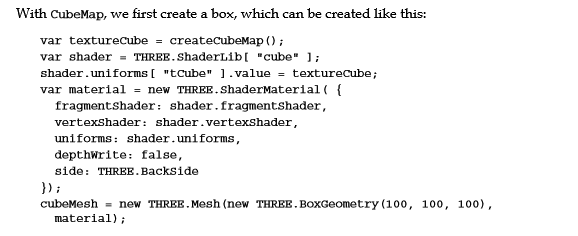 With CubeMap, we first create a box, which can be created like this:
var textureCube = createCubeMap();
var shader = THREE.ShaderLib[ "cube" ];
shader.uniforms[ "tCube" ].value = textureCube;
var material = new THREE.ShaderMaterial( {
fragmentShader: shader.fragmentShader,
vertexShader: shader.vertexShader,
uniforms: shader.uniforms,
depthWrite: false,
side: THREE.BackSide
});
cubeMesh = new THREE.Mesh(new THREE.BoxGeometry(100, 100, 100),
material);